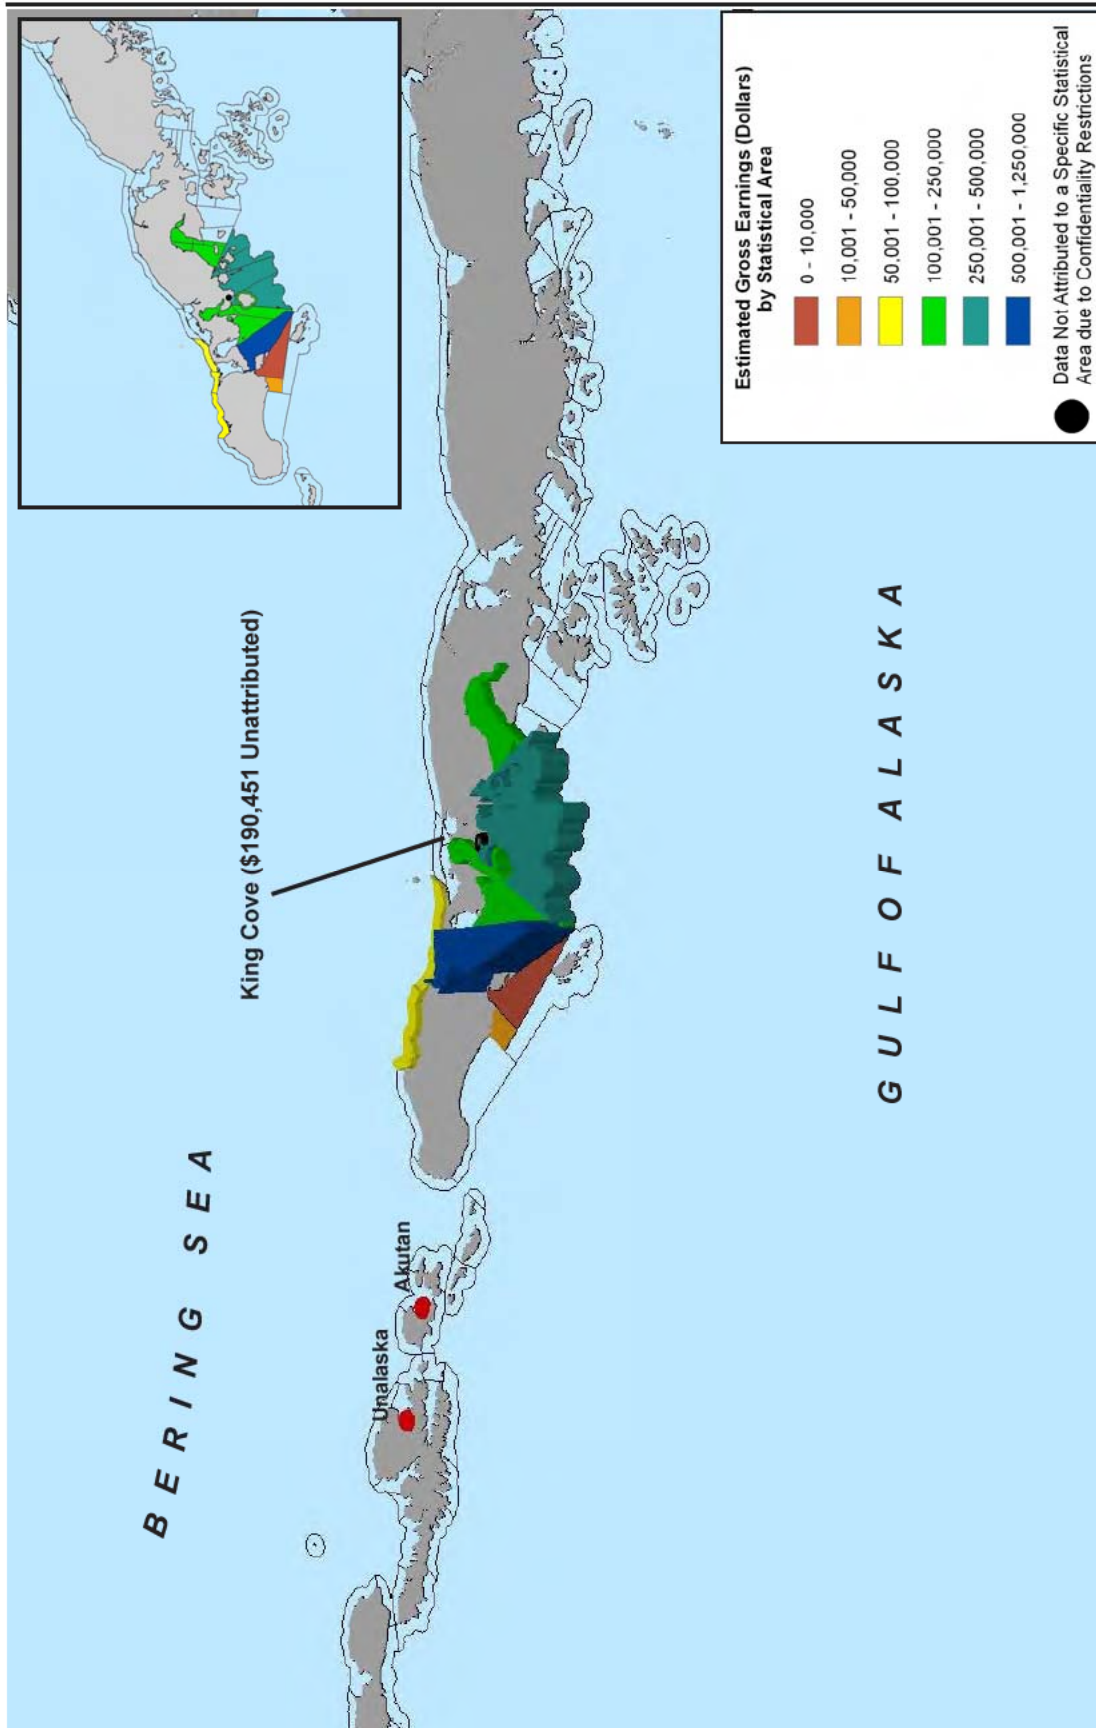 BERING SEA
King Cove ($190,451 Unattributed)
Unalaska
Akutan
GULF OF ALASKA
Estimated Gross Earnings (Dollars)
by Statistical Area
0 - 10,000
10,001 - 50,000
50,001 - 100,000
100,001 - 250,000
250,001 - 500,000
500,001 - 1,250,000
Data Not Attributed to a Specific Statistical
Area due to Confidentiality Restrictions